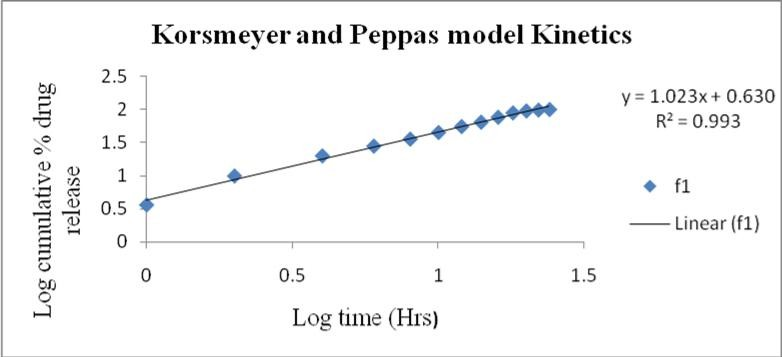 Korsmeyer and Peppas model Kinetics
Log cumulative % drug
release
2.5
2
1.5
1
0.5
0
0
0.5
1
1.5
Log time (Hrs)
y = 1.023x + 0.630
R² = 0.993
f1
Linear (f1)